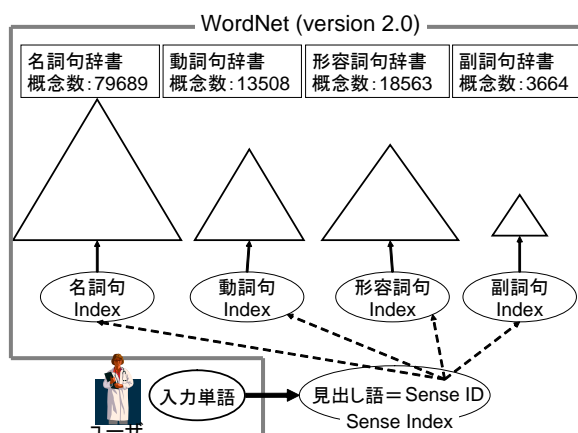 WordNet (version 2.0)
名詞句辞書
概念数:79689
動詞句辞書
概念数:13508
形容詞句辞書
概念数:18563
副詞句辞書
概念数:3664
名詞句
Index
動詞句
Index
形容詞句
Index
副詞句
Index
入力単語
見出し語＝Sense ID
Sense Index
ユーザ